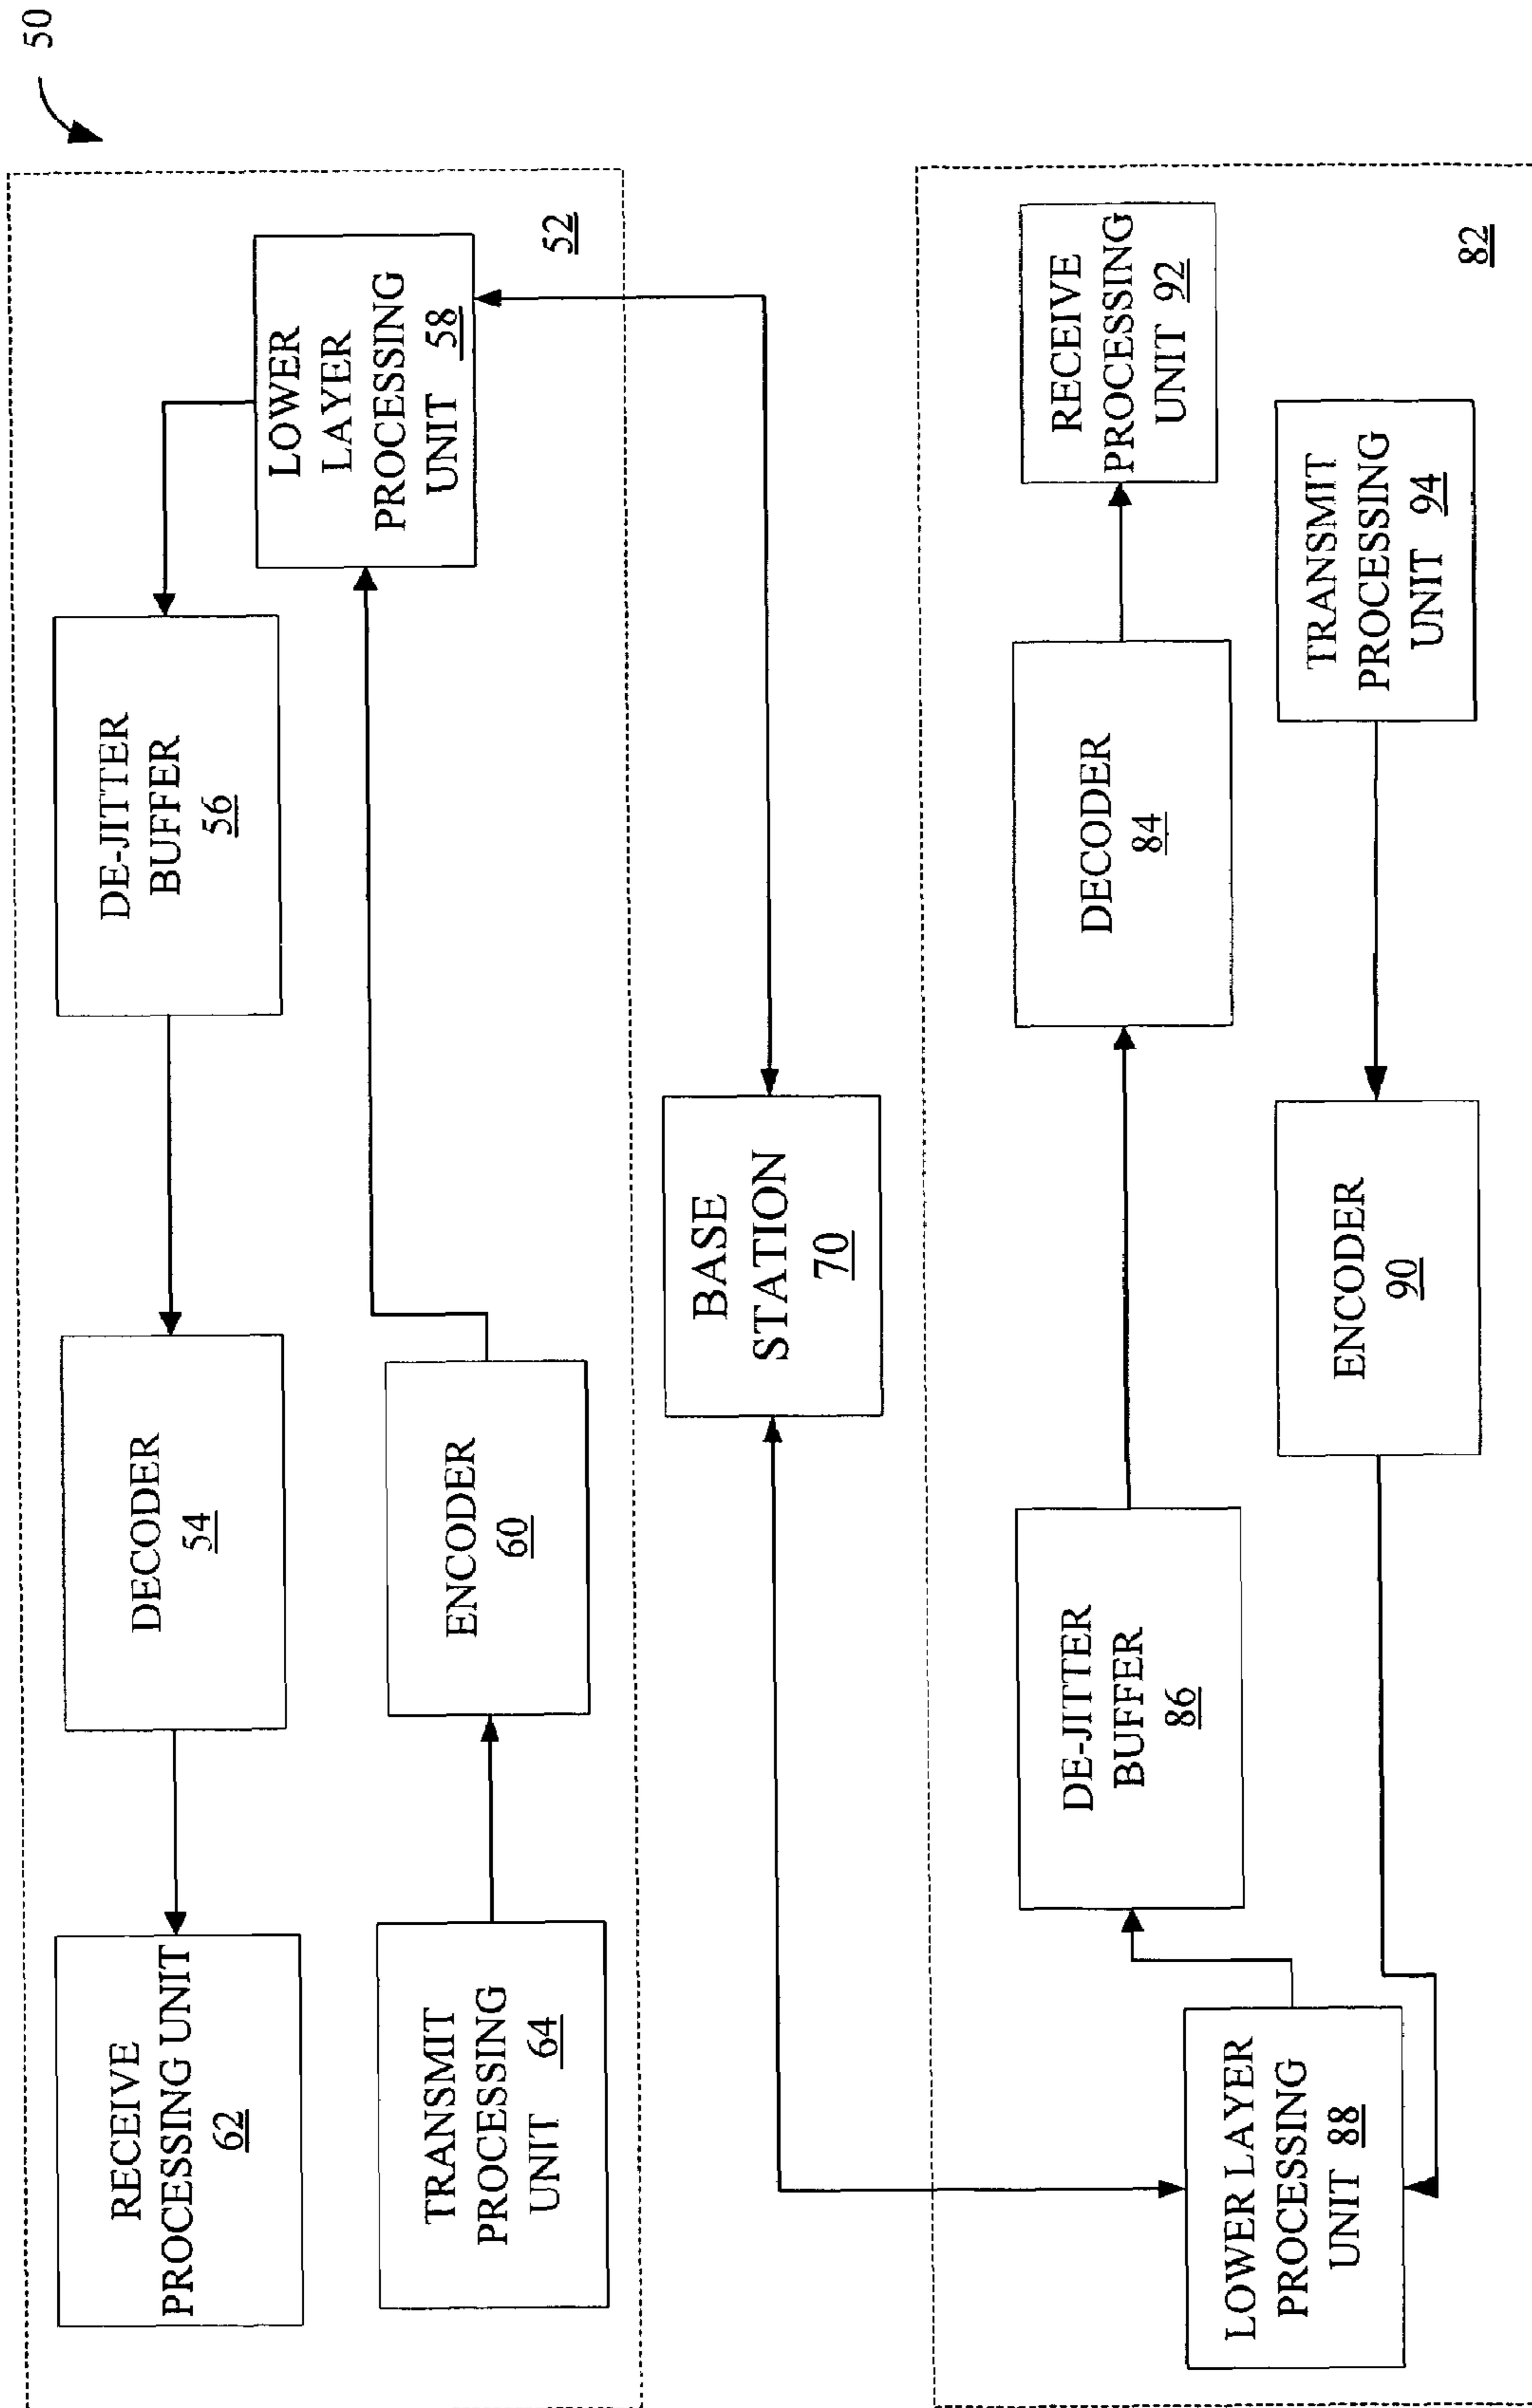 50
RECEIVE
PROCESSING UNIT
62
DECODER
54
DE-JITTER
BUFFER
56
LOWER
LAYER
PROCESSING
UNIT 58
TRANSMIT
PROCESSING
UNIT 64
ENCODER
60
52
BASE
STATION
70
LOWER LAYER
PROCESSING
UNIT 88
DE-JITTER
BUFFER
86
DECODER
84
RECEIVE
PROCESSING
UNIT 92
ENCODER
90
TRANSMIT
PROCESSING
UNIT 94
82